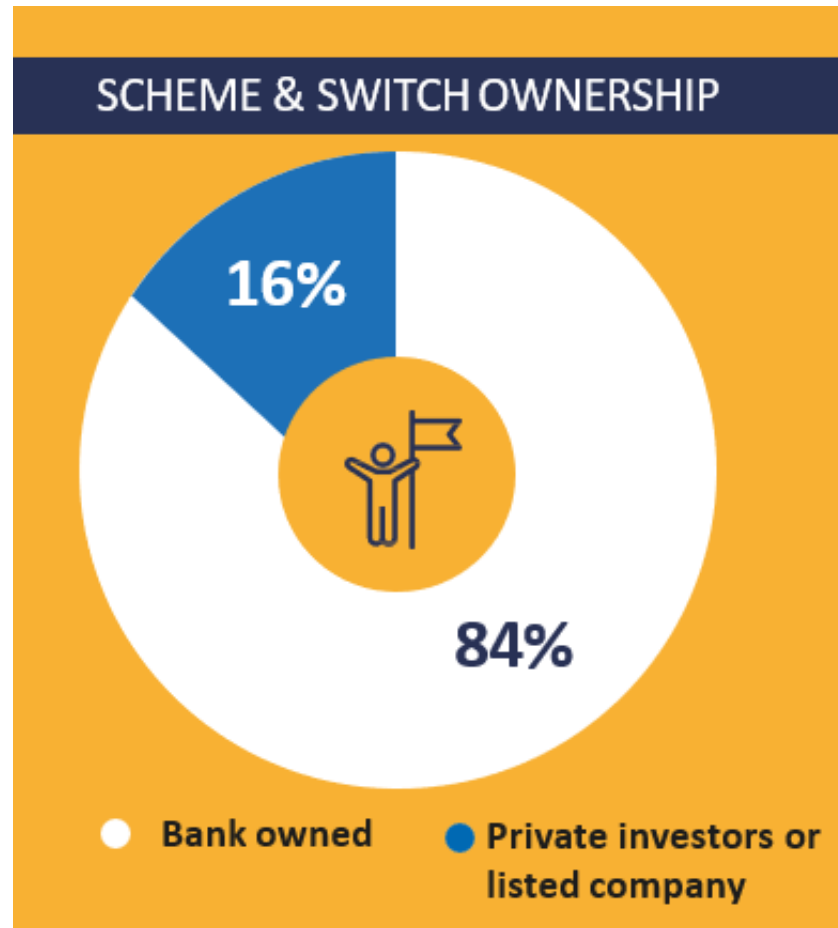 SCHEME & SWITCH OWNERSHIP
16%
84%
Bank owned
Private investors or
listed company